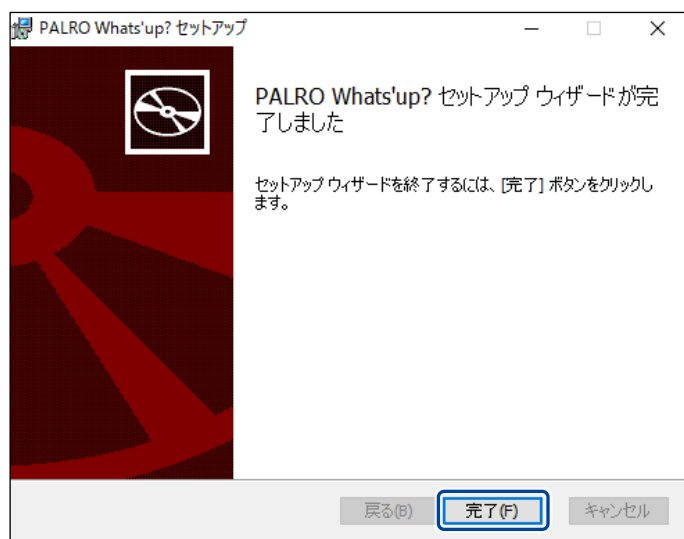 PALRO Whats'up? セットアップ
PALRO Whats'up? セットアップ ウィザードが完
了しました
セットアップ ウィザードを終了するには、[完了] ボタンをクリックし
ます。
戻る(B) 完了(F) キャンセル